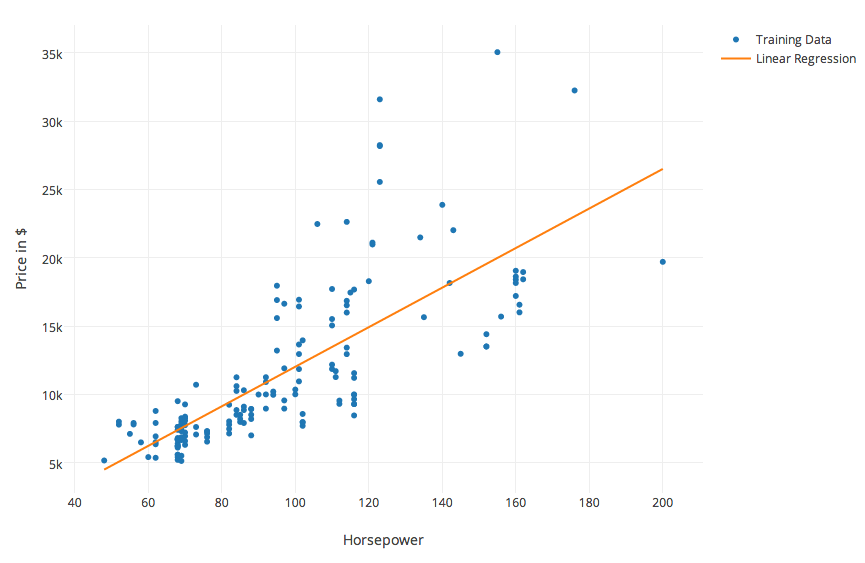 Training Data
Linear Regression
35k
30k
25k
20k
15k
10k
5k
Price in $
40 60 80 100 120 140 160 180 200
Horsepower